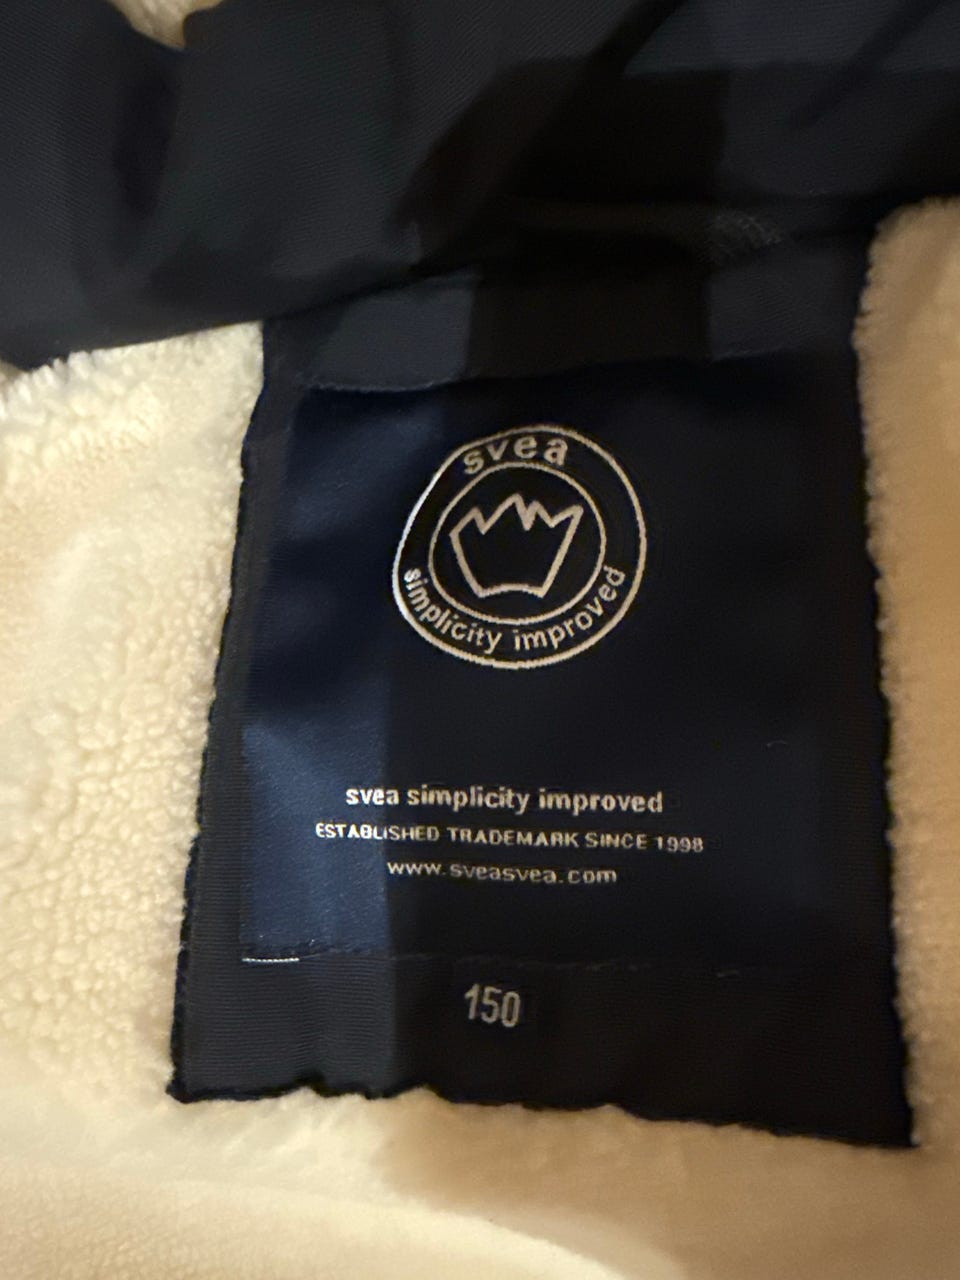 svea
simplicity improved
svea simplicity improved
ESTABLISHED TRADEMARK SINCE 1998
www.sveasvea.com
150